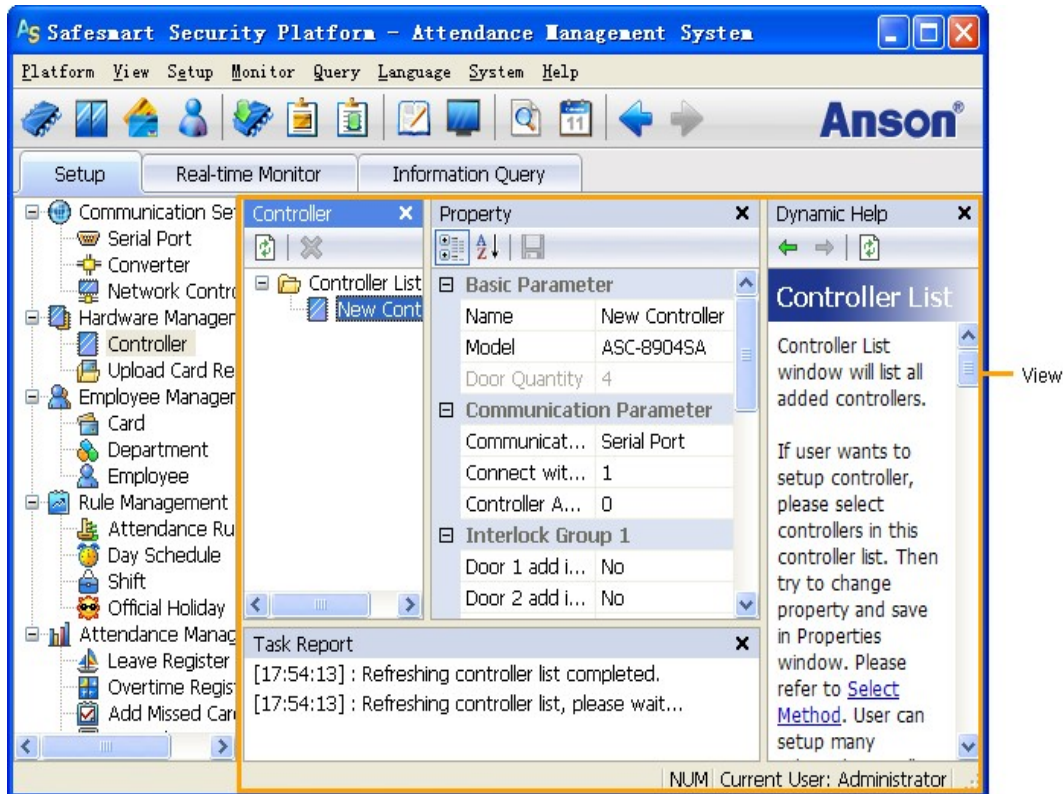 AS Safesmart Security Platform - Attendance Management System
Platform View Setup Monitor Query Language System Help
11
Anson®
Setup Real-time Monitor Information Query
Communication Se
Serial Port
Converter
Network Contr
Hardware Manager
Controller
Upload Card Re
Employee Manager
Card
Department
Employee
Rule Management
Attendance Ru
Day Schedule
Shift
Official Holiday
Attendance Manag
Leave Register
Overtime Regis
Add Missed Car
Controller
Controller List
New Cont
Property
A Z
Basic Parameter
Name New Controller
Model ASC-8904SA
Door Quantity 4
Communication Parameter
Communicat... Serial Port
Connect wit... 1
Controller A... 0
Interlock Group 1
Door 1 add i... No
Door 2 add i... No
Task Report
[17:54:13] : Refreshing controller list completed.
[17:54:13] : Refreshing controller list, please wait...
Dynamic Help
Controller List
Controller List
window will list all
added controllers.
If user wants to
setup controller,
please select
controllers in this
controller list. Then
try to change
property and save
in Properties
window. Please
refer to Select
Method. User can
setup many
NUM Current User: Administrator
View